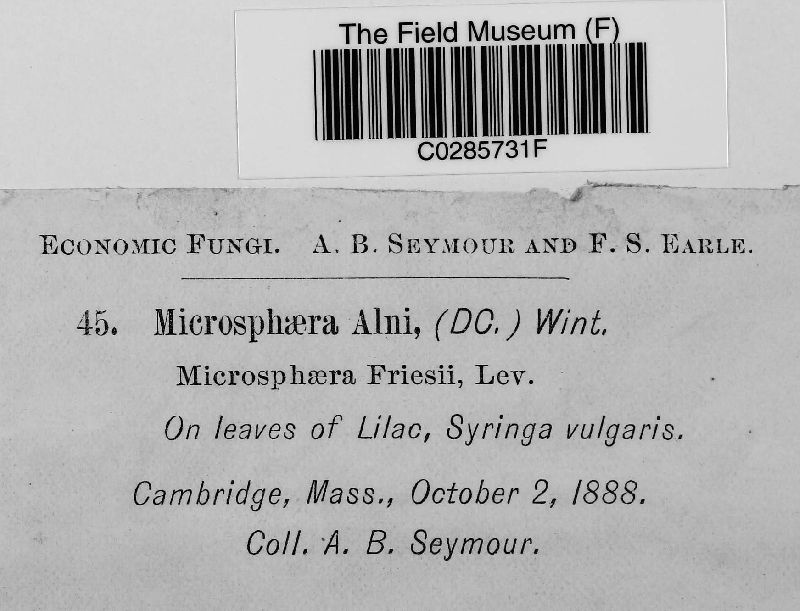 The Field Museum (F)
C0285731F
Economic Fungi. A. B. Seymour and F. S. Earle.
45. Microsphæra Alni, (DC.) Wint.
Microsphæra Friesii, Lev.
On leaves of Lilac, Syringa vulgaris.
Cambridge, Mass., October 2, 1888.
Coll. A. B. Seymour.